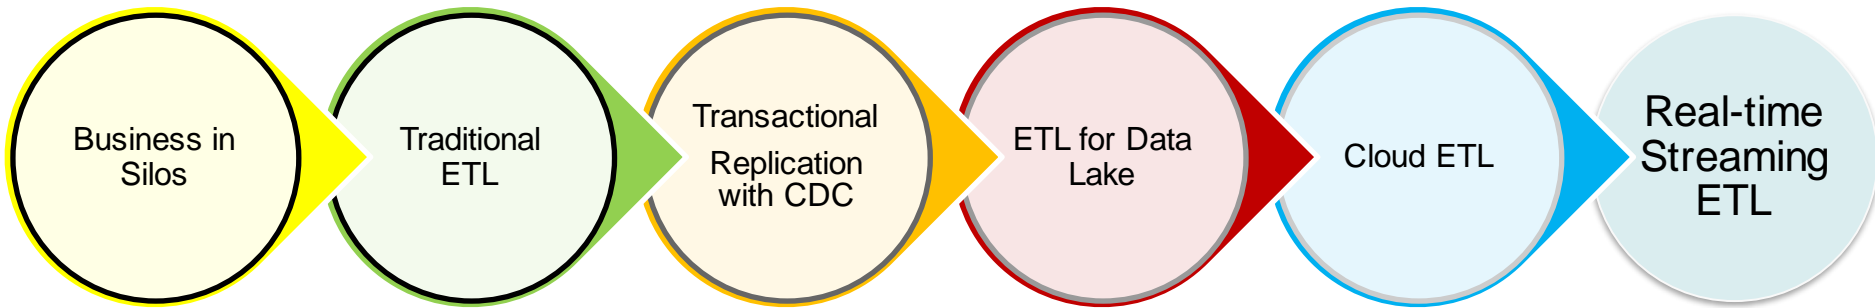 Business in
Silos
Traditional
ETL
Transactional
Replication
with CDC
ETL for Data
Lake
Cloud ETL
Real-time
Streaming
ETL